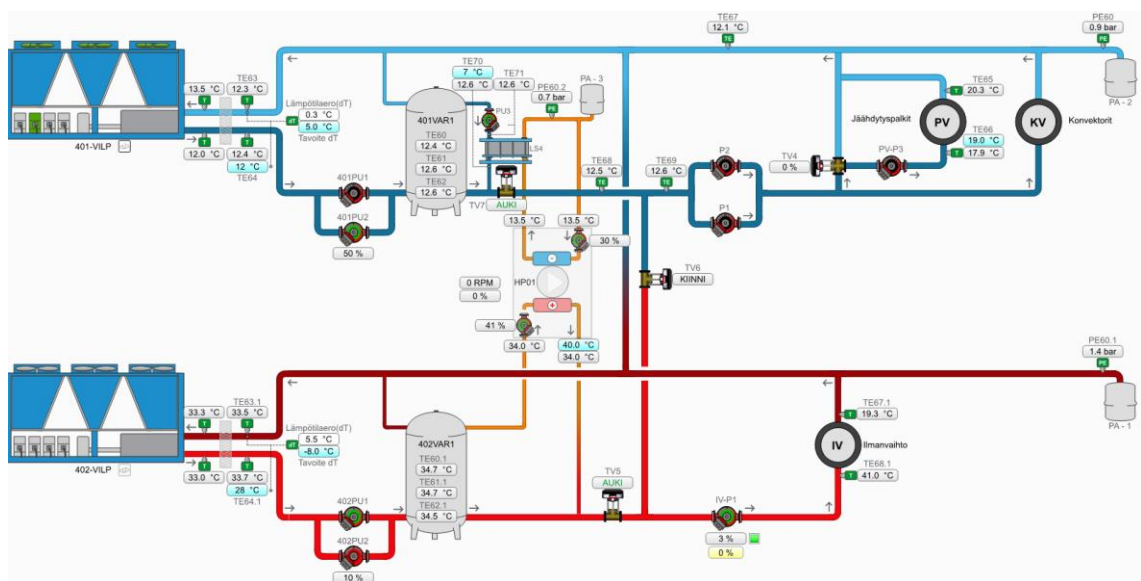 TE67
12.1 °C
TE
PE60
0.9 bar
PE
PA - 2
13.5 °C
TE63
12.3 °C
T
T
Lämpötilaero(dT)
0.3 °C
dT
5.0 °C
Tavoite dT
401-VILP
T
T
12.0 °C
12.4 °C
12 °C
TE64
401PU1
401PU2
50 %
401VAR1
TE60
12.4 °C
TE61
12.6 °C
TE62
12.6 °C
TE70
7 °C
12.6 °C
TE71
12.6 °C
PU3
LS4
TV7
AUKI
PE60.2
0.7 bar
PE
PA - 3
TE68
12.5 °C
TE
TE69
12.6 °C
TE
P2
P1
TV4
0 %
PV-P3
Jäähdytyspalkit
PV
TE65
T
20.3 °C
TE66
19.0 °C
T
17.9 °C
KV
Konvektorit
13.5 °C
13.5 °C
30 %
HP01
0 RPM
0 %
41 %
34.0 °C
40.0 °C
34.0 °C
TV6
KIINNI
PE60.1
1.4 bar
PE
PA - 1
33.3 °C
TE63.1
33.5 °C
T
T
Lämpötilaero(dT)
5.5 °C
dT
-8.0 °C
Tavoite dT
402-VILP
T
T
33.0 °C
33.7 °C
28 °C
TE64.1
402PU1
402PU2
10 %
402VAR1
TE60.1
34.7 °C
TE61.1
34.7 °C
TE62.1
34.5 °C
TV5
AUKI
IV-P1
3 %
0 %
TE67.1
T
19.3 °C
IV
Ilmanvaihto
TE68.1
T
41.0 °C